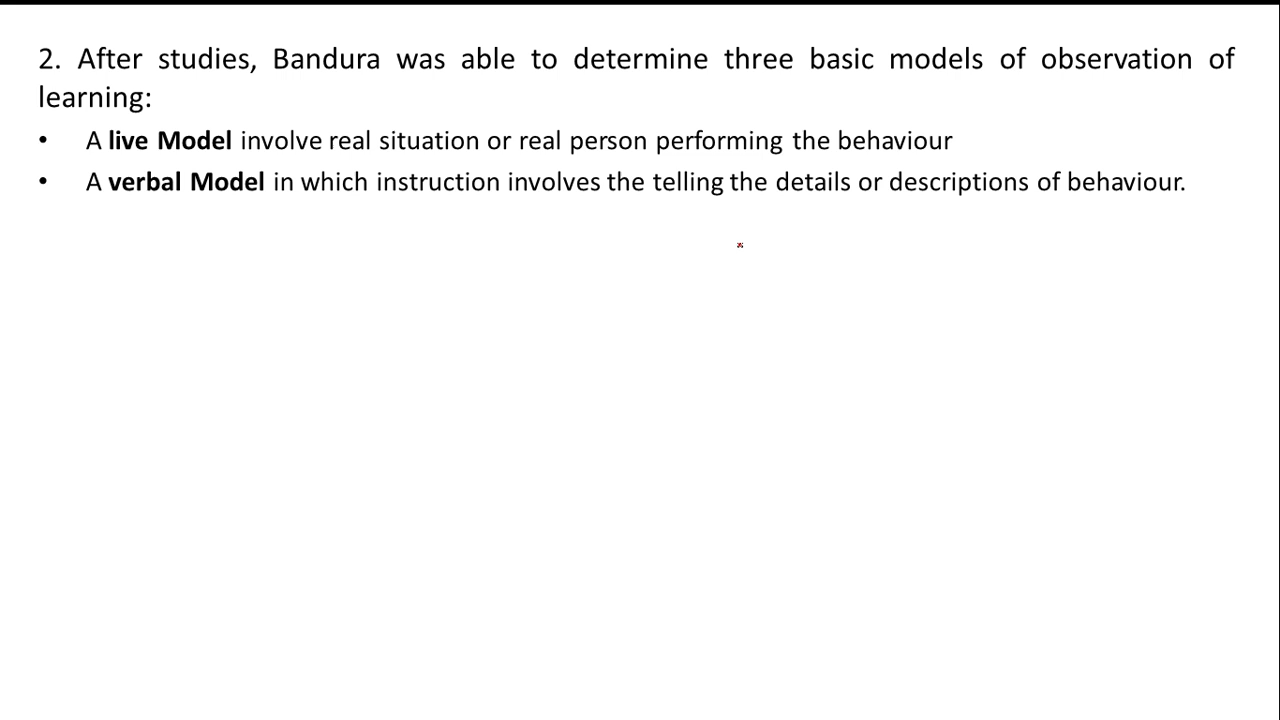 2. After studies, Bandura was able to determine three basic models of observation of
learning:
• A live Model involve real situation or real person performing the behaviour
• A verbal Model in which instruction involves the telling the details or descriptions of behaviour.